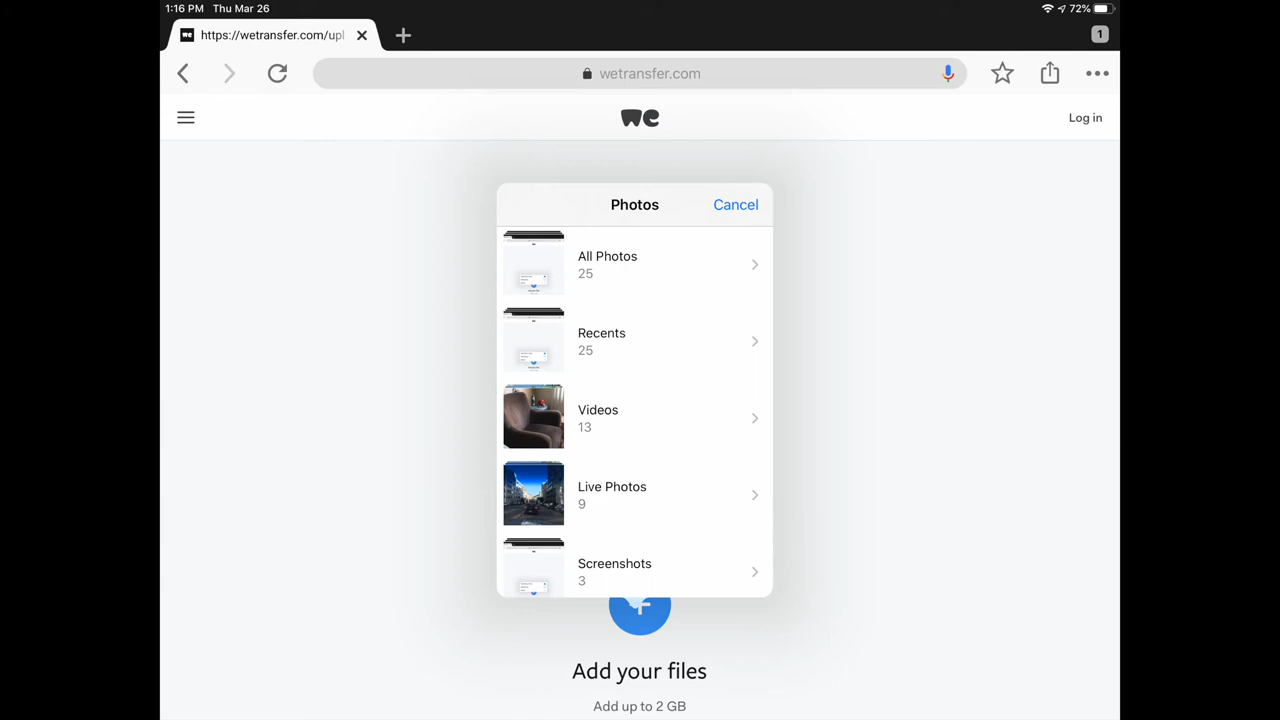 1:16 PM Thu Mar 26
72%
https://wetransfer.com/upl
1
wetransfer.com
we
Log in
Photos
Cancel
All Photos
25
Recents
25
Videos
13
Live Photos
9
Screenshots
3
Add your files
Add up to 2 GB